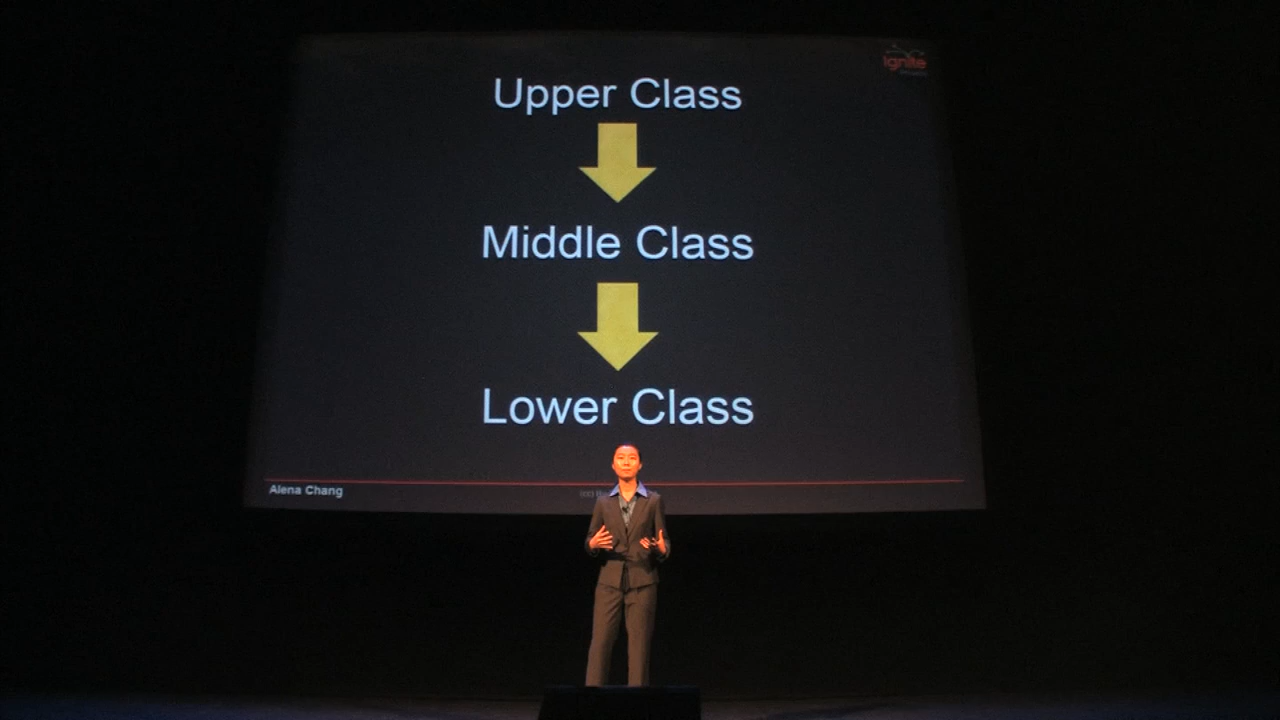 ignite
Upper Class
Middle Class
Lower Class
Alena Chang